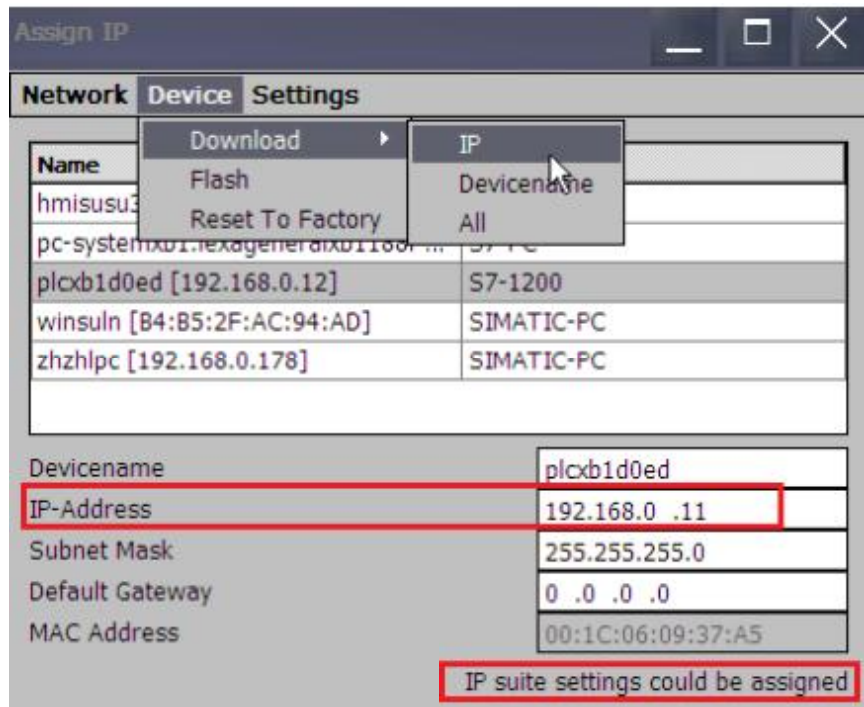 Assign IP
Network Device Settings
Download IP
Name
Flash Devicename
hmisusu3
Reset To Factory All
plcxb1d0ed [192.168.0.12] S7-1200
winsuln [B4:B5:2F:AC:94:AD] SIMATIC-PC
zhzhlpc [192.168.0.178] SIMATIC-PC
Devicename plcxb1d0ed
IP-Address 192.168.0 .11
Subnet Mask 255.255.255.0
Default Gateway 0 .0 .0 .0
MAC Address 00:1C:06:09:37:A5
IP suite settings could be assigned